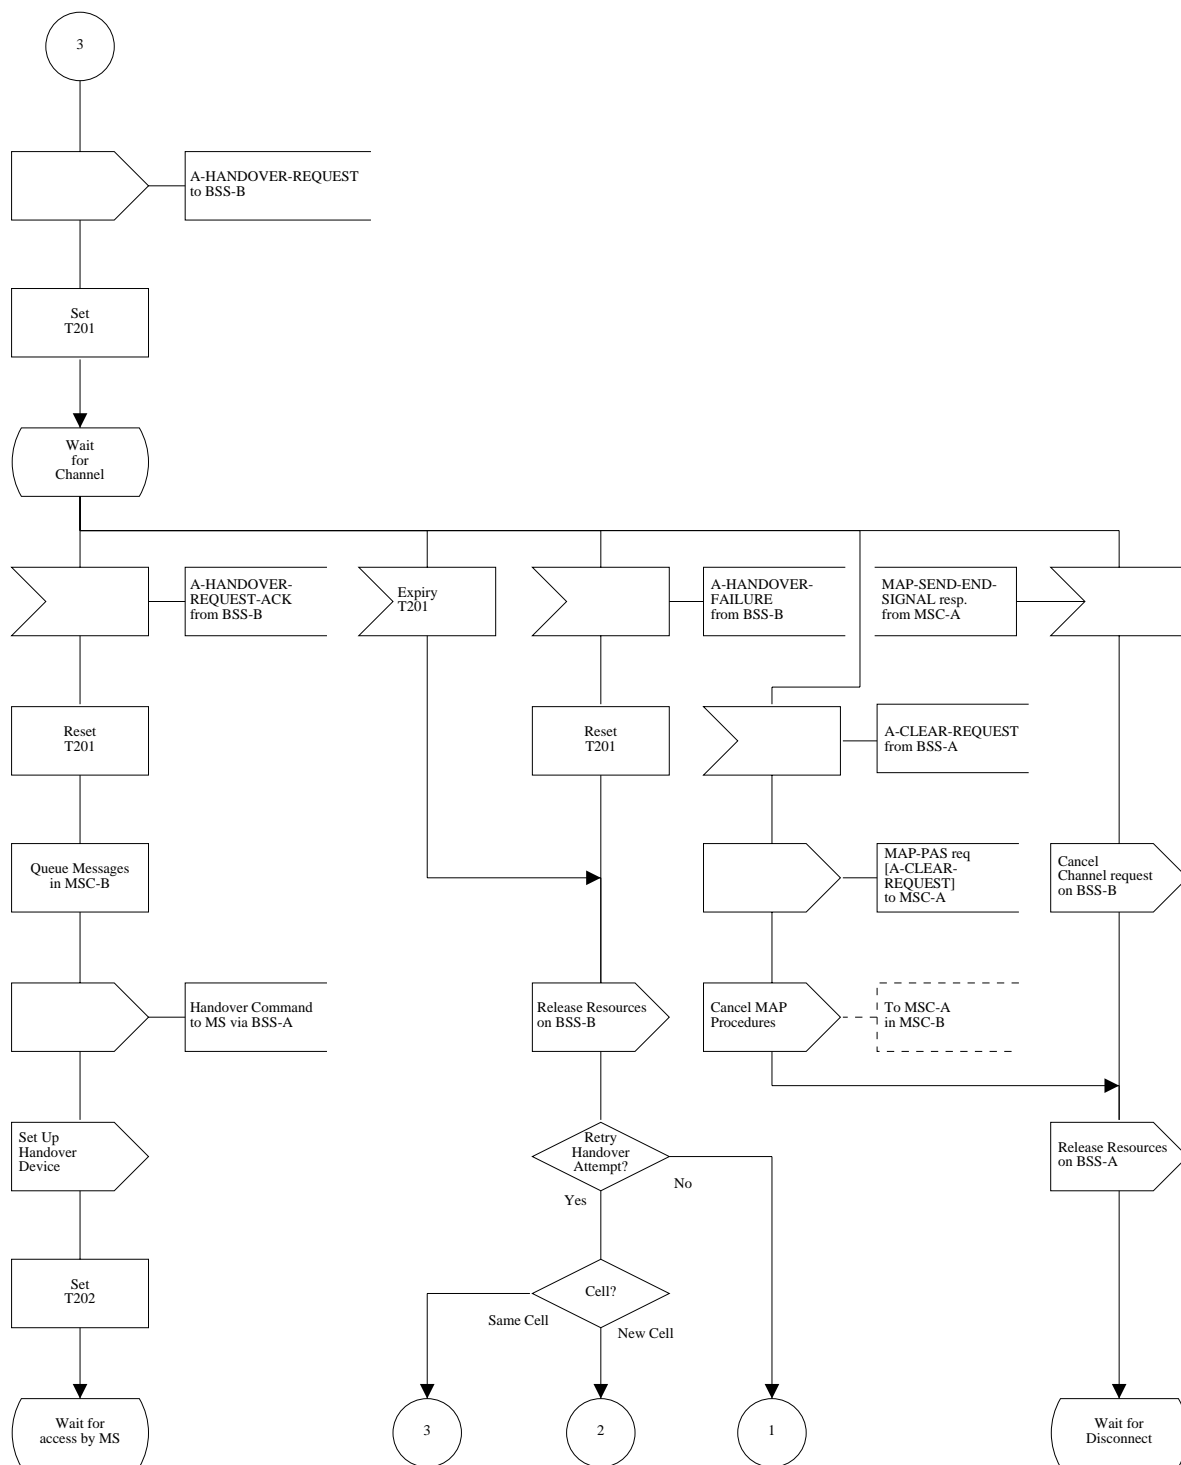 3
A-HANDOVER-REQUEST
to BSS-B
Set
T201
Wait
for
Channel
A-HANDOVER-
REQUEST-ACK
from BSS-B
Expiry
T201
A-HANDOVER-
FAILURE
from BSS-B
MAP-SEND-END-
SIGNAL resp.
from MSC-A
Reset
T201
Reset
T201
A-CLEAR-REQUEST
from BSS-A
Queue Messages
in MSC-B
MAP-PAS req
[A-CLEAR-
REQUEST]
to MSC-A
Cancel
Channel request
on BSS-B
Handover Command
to MS via BSS-A
Release Resources
on BSS-B
Cancel MAP
Procedures
To MSC-A
in MSC-B
Set Up
Handover
Device
Retry
Handover
Attempt?
Yes
No
Release Resources
on BSS-A
Set
T202
Cell?
Same Cell
New Cell
Wait for
access by MS
3
2
1
Wait for
Disconnect